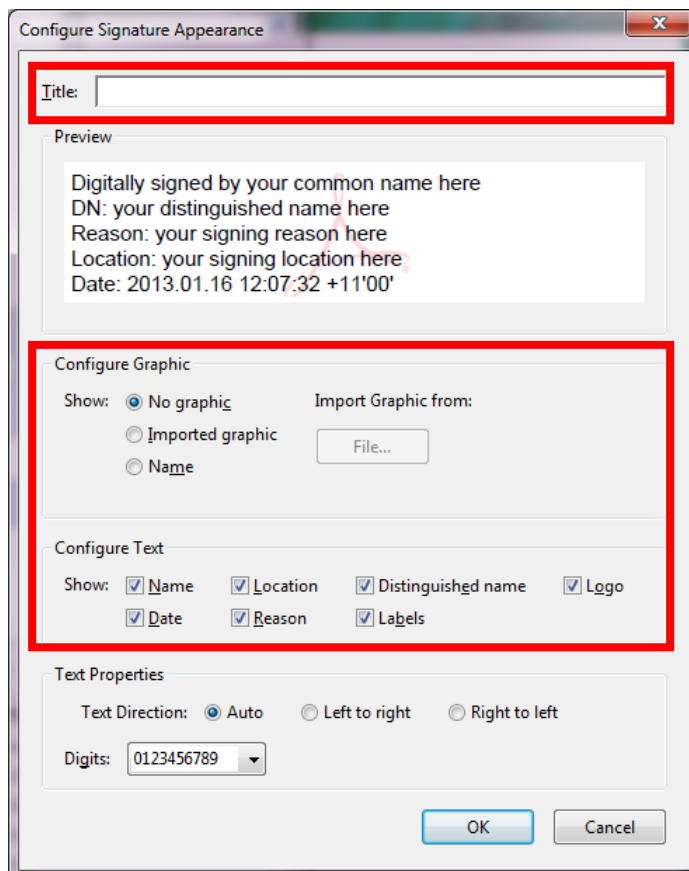 Configure Signature Appearance
Title:
Preview
Digitally signed by your common name here
DN: your distinguished name here
Reason: your signing reason here
Location: your signing location here
Date: 2013.01.16 12:07:32 +11'00'
Configure Graphic
Show: No graphic Import Graphic from:
Imported graphic File...
Name
Configure Text
Show: Name Location Distinguished name Logo
Date Reason Labels
Text Properties
Text Direction: Auto Left to right Right to left
Digits: 0123456789
OK Cancel